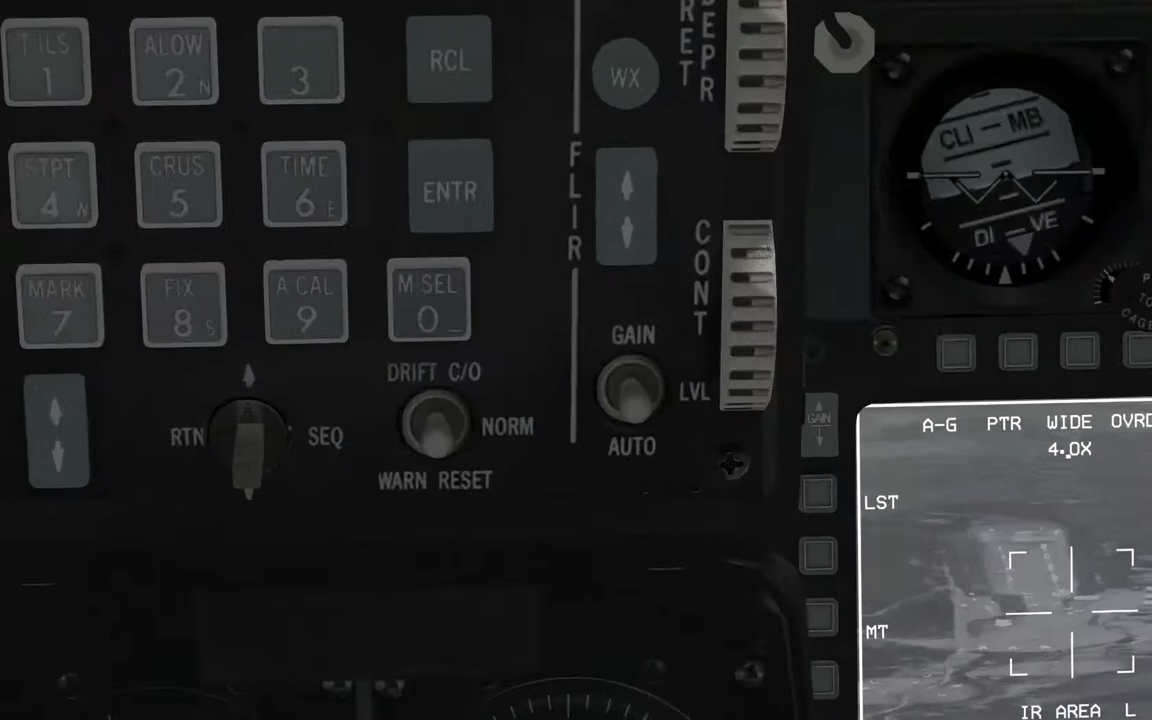 TILS
1
ALOW
2 N
3
RCL
WX
RET
DEPR
STPT
4 W
CRUS
5
TIME
6 E
ENTR
FLIR
CLI — MB
DI — VE
CONT
MARK
7
FIX
8 S
A CAL
9
M SEL
0 _
GAIN
LVL
AUTO
DRIFT C/O
NORM
WARN RESET
RTN
SEQ
CAGE
GAIN
A-G PTR WIDE OVRD
4.0X
LST
MT
IR AREA L